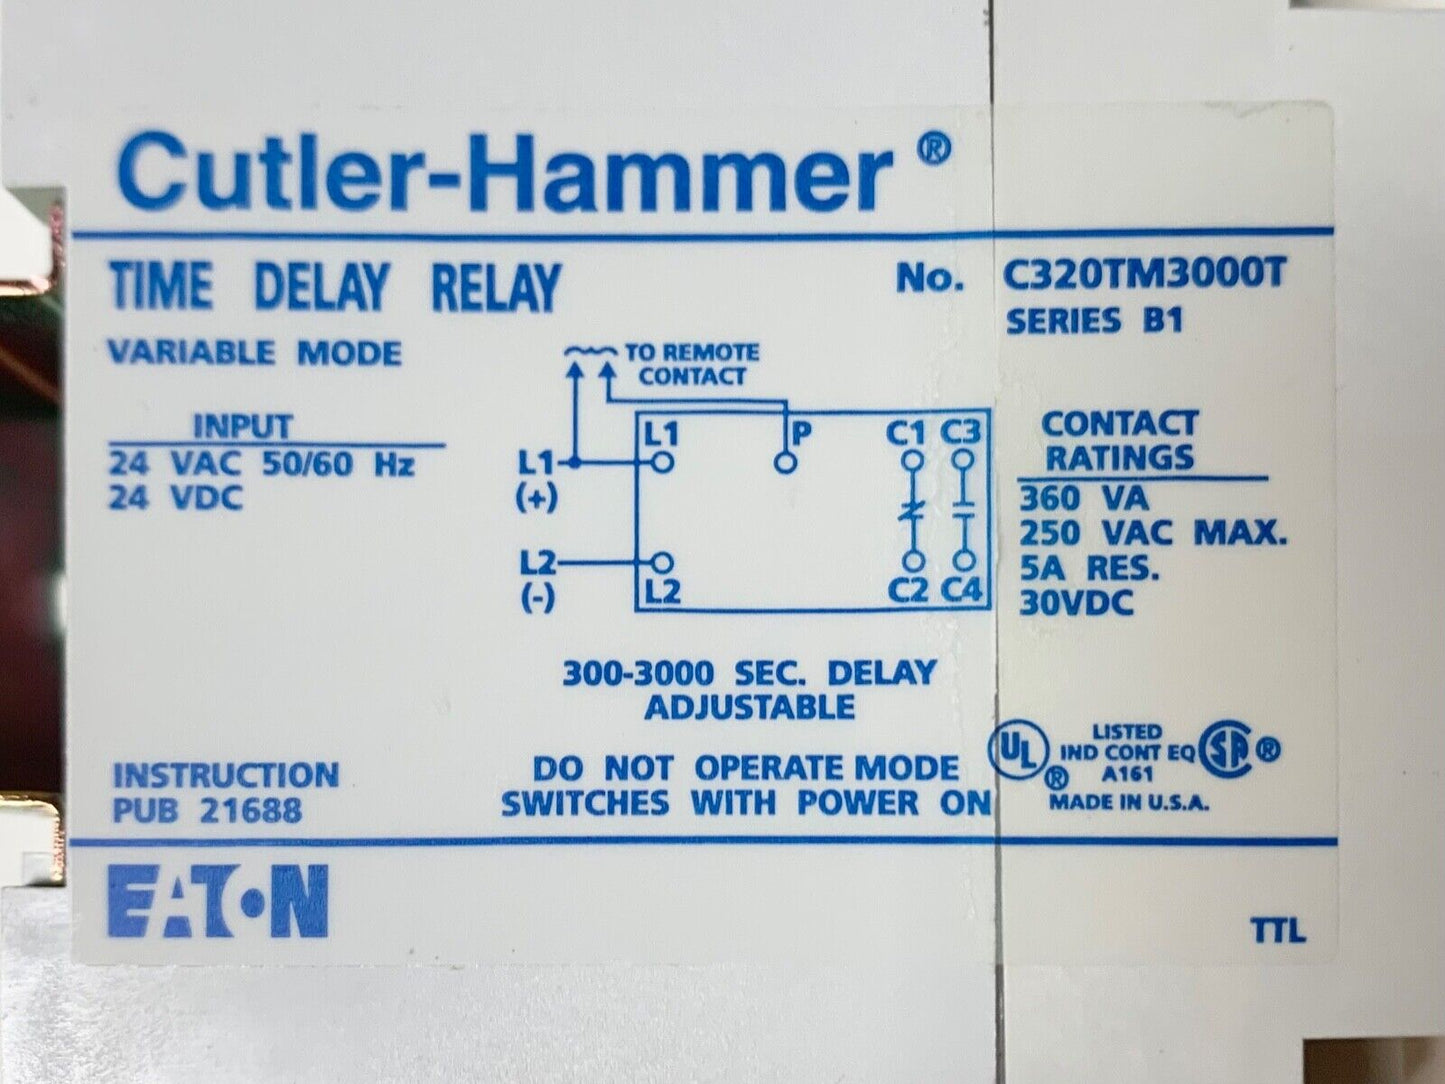 Cutler-Hammer ®
TIME DELAY RELAY
No. C320TM3000T
SERIES B1
VARIABLE MODE
INPUT
24 VAC 50/60 Hz
24 VDC
TO REMOTE
CONTACT
L1 P C1 C3
L1
(+)
L2
(-)
L2 C2 C4
CONTACT
RATINGS
360 VA
250 VAC MAX.
5A RES.
30VDC
300-3000 SEC. DELAY
ADJUSTABLE
INSTRUCTION
PUB 21688
DO NOT OPERATE MODE
SWITCHES WITH POWER ON
UL ®
LISTED
IND CONT EQ
A161
SA ®
MADE IN U.S.A.
EATON
TTL